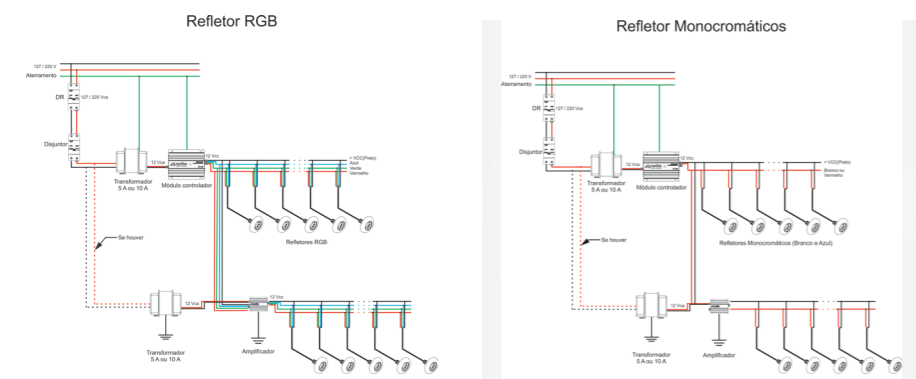 Refletor RGB
127 / 220 V
Aterramento
DR
127 / 220 Vca
Disjuntor
12 Vcc
12 Vcc
+ VCC(Preto)
Azul
Verde
Vermelho
Transformador
5 A ou 10 A
Módulo controlador
Refletores RGB
Se houver
12 Vcc
12 Vcc
Transformador
5 A ou 10 A
Amplificador
Refletor Monocromáticos
127 / 220 V
Aterramento
DR
127 / 220 Vca
Disjuntor
12 Vcc
12 Vcc
+ VCC(Preto)
Branco ou
Vermelho
Transformador
5 A ou 10 A
Módulo controlador
Refletores Monocromáticos (Branco e Azul)
Se houver
12 Vca
Transformador
5 A ou 10 A
Amplificador